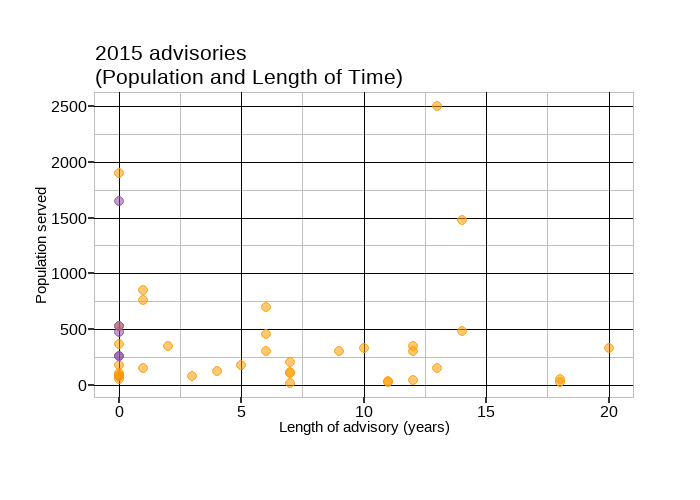 2015 advisories
(Population and Length of Time)
2500
2000
1500
1000
500
0
Population served
0 5 10 15 20
Length of advisory (years)